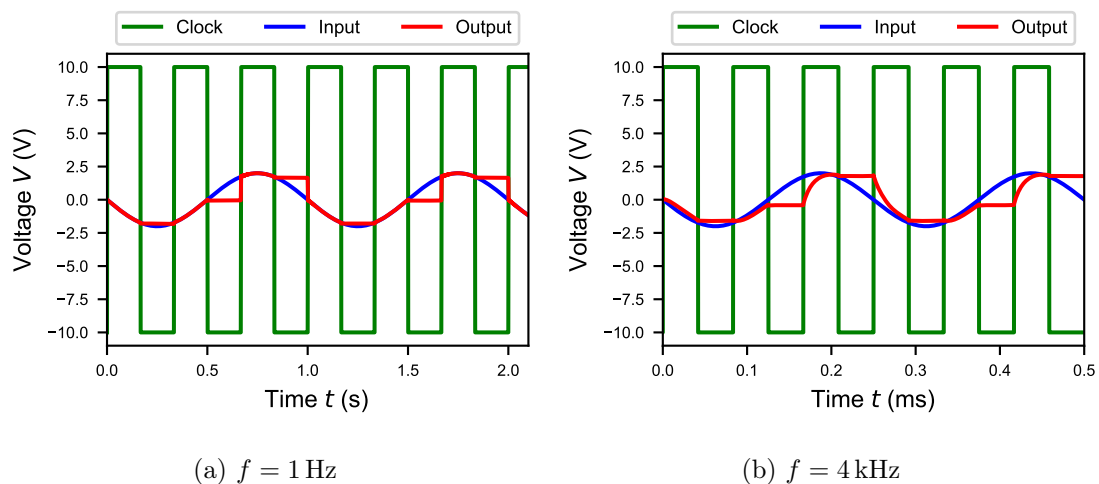 Clock Input Output
Clock Input Output
10.0
7.5
5.0
2.5
0.0
−2.5
−5.0
−7.5
−10.0
Voltage V (V)
0.0 0.5 1.0 1.5 2.0
Time t (s)
10.0
7.5
5.0
2.5
0.0
−2.5
−5.0
−7.5
−10.0
Voltage V (V)
0.0 0.1 0.2 0.3 0.4 0.5
Time t (ms)
(a) f = 1 Hz
(b) f = 4 kHz